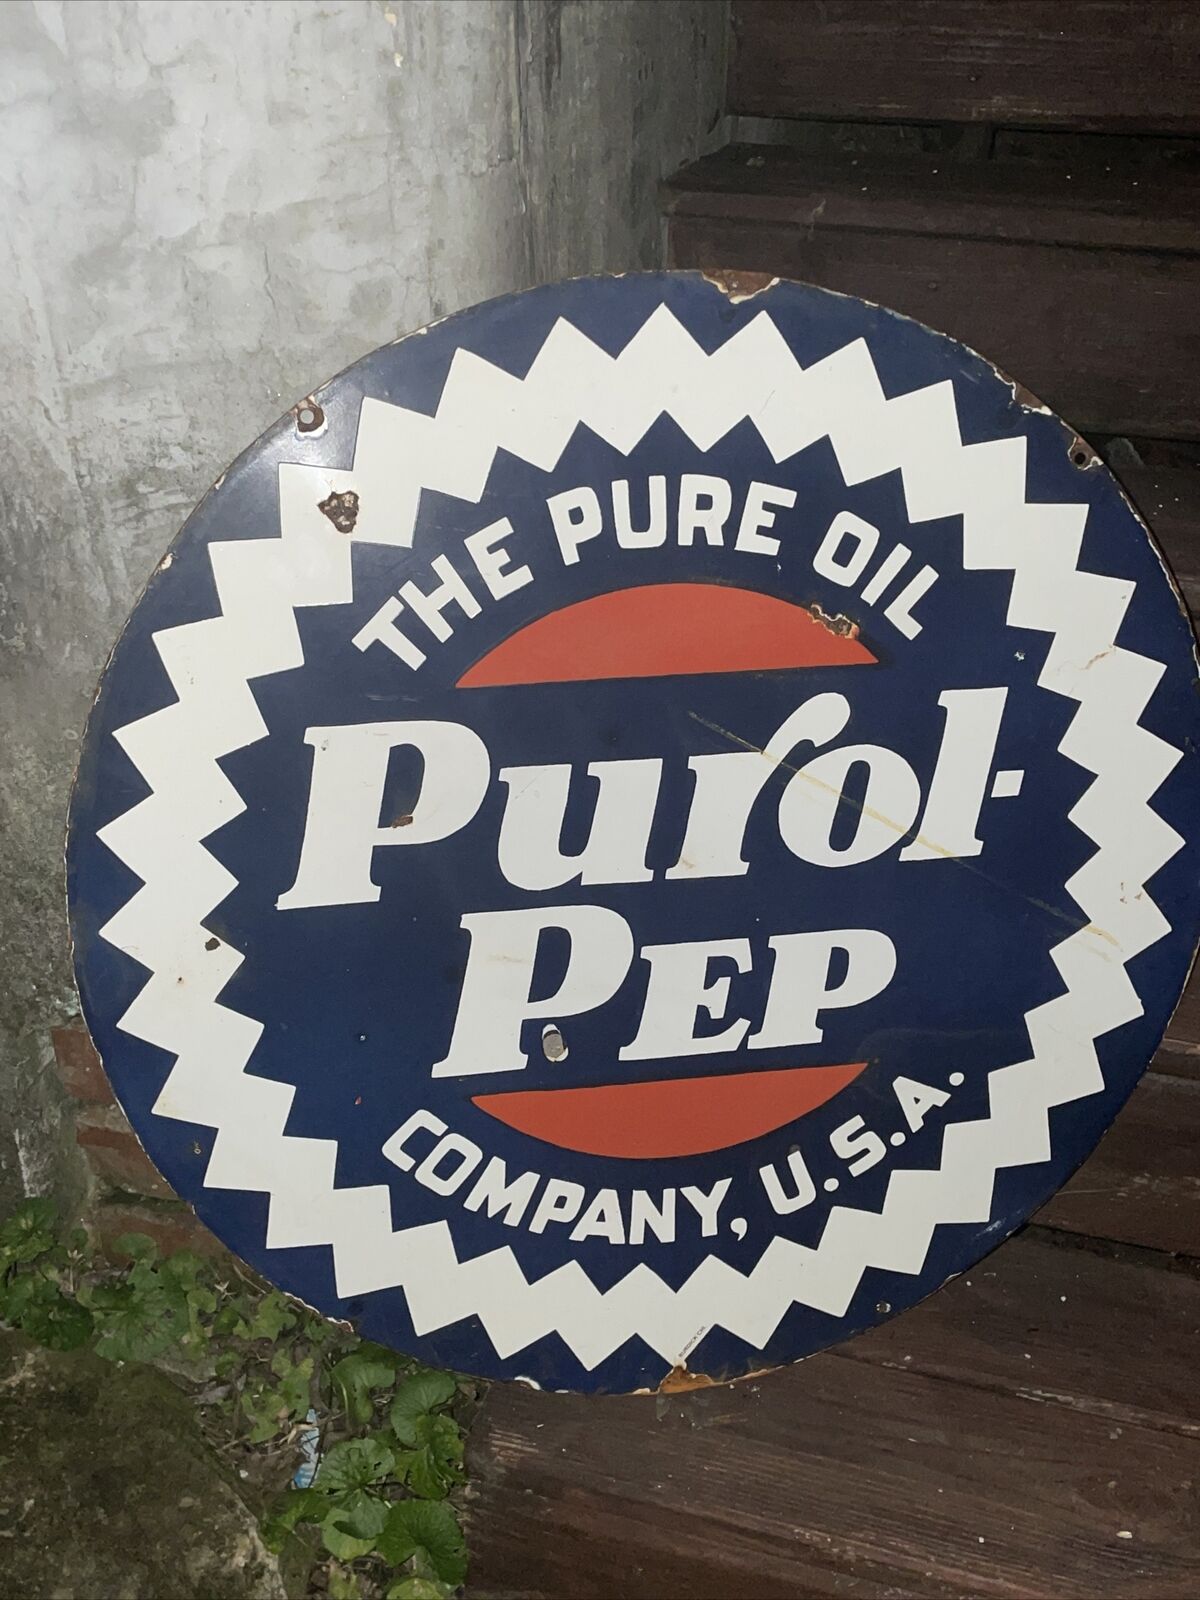 THE PURE OIL
Purol-
PEP
COMPANY, U.S.A.